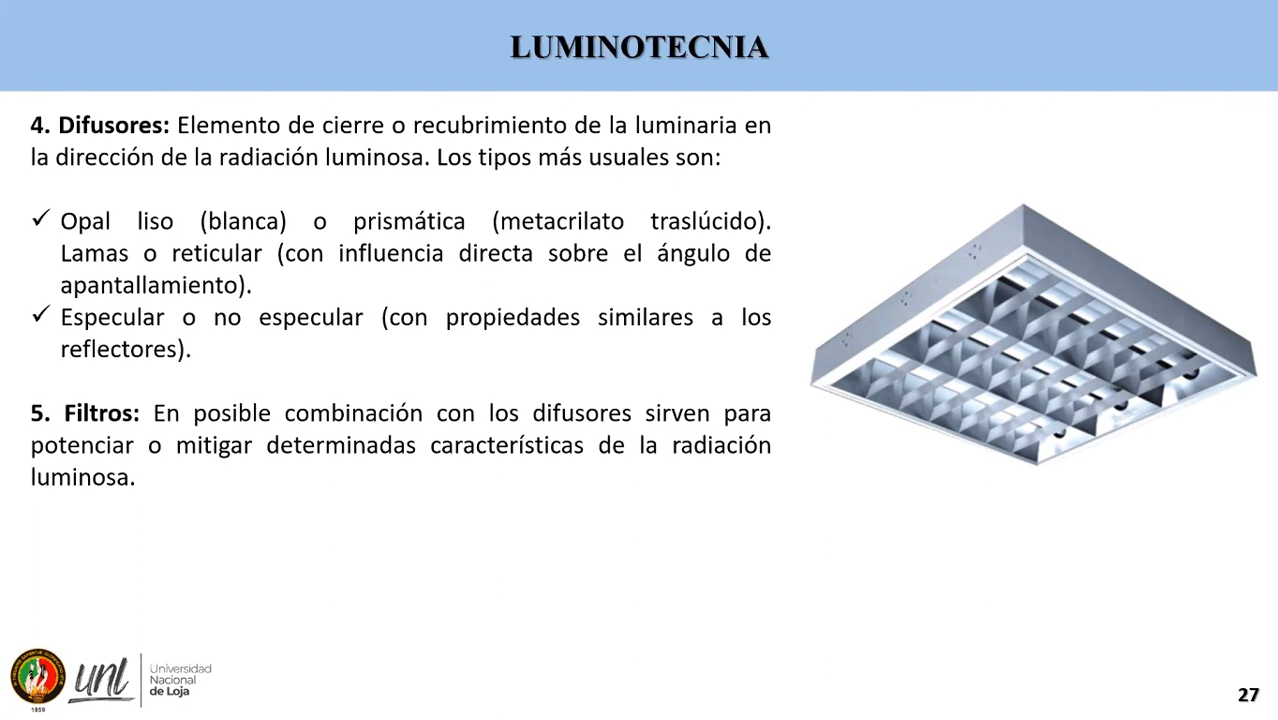 LUMINOTECNIA
4. Difusores: Elemento de cierre o recubrimiento de la luminaria en
la dirección de la radiación luminosa. Los tipos más usuales son:
✓ Opal liso (blanca) o prismática (metacrilato traslúcido).
Lamas o reticular (con influencia directa sobre el ángulo de
apantallamiento).
✓ Especular o no especular (con propiedades similares a los
reflectores).
5. Filtros: En posible combinación con los difusores sirven para
potenciar o mitigar determinadas características de la radiación
luminosa.
1859
unl
Universidad
Nacional
de Loja
27